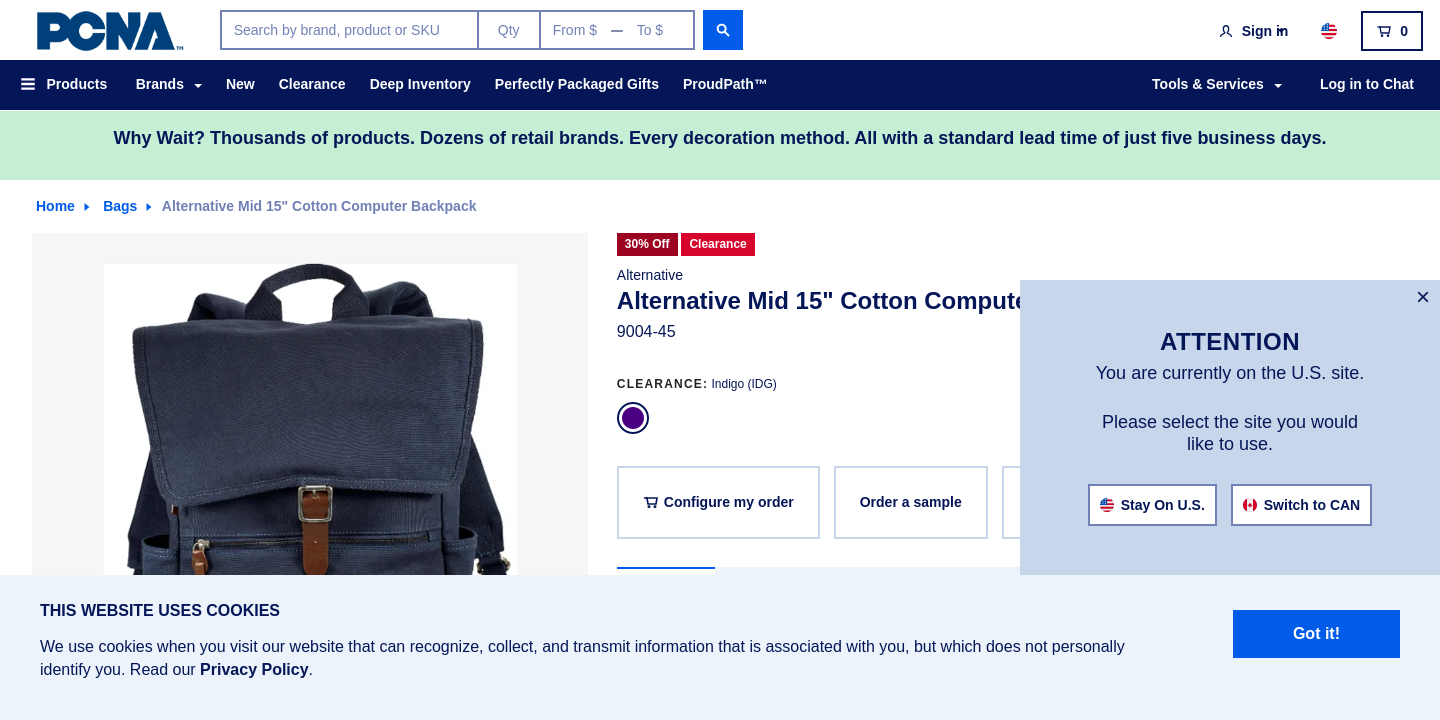 PCNA™
Search by brand, product or SKU
Qty
From $ — To $
Sign in
0
Products
Brands
New
Clearance
Deep Inventory
Perfectly Packaged Gifts
ProudPath™
Tools & Services
Log in to Chat
Why Wait? Thousands of products. Dozens of retail brands. Every decoration method. All with a standard lead time of just five business days.
Home
Bags
Alternative Mid 15" Cotton Computer Backpack
30% Off
Clearance
Alternative
Alternative Mid 15" Cotton Compute
9004-45
CLEARANCE: Indigo (IDG)
Configure my order
Order a sample
×
ATTENTION
You are currently on the U.S. site.
Please select the site you would
like to use.
Stay On U.S.
Switch to CAN
THIS WEBSITE USES COOKIES
We use cookies when you visit our website that can recognize, collect, and transmit information that is associated with you, but which does not personally
identify you. Read our Privacy Policy.
Got it!